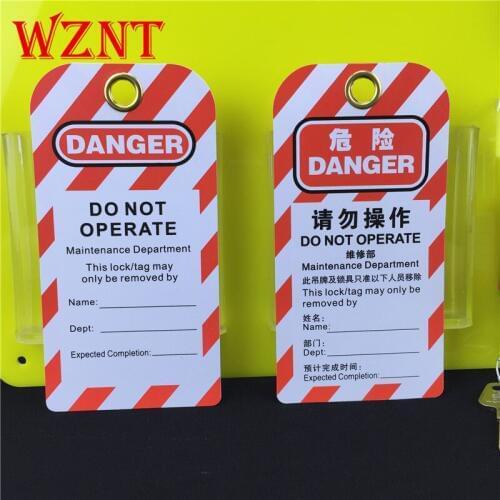 WZNT
DANGER
DO NOT
OPERATE
Maintenance Department
This lock/tag may
only be removed by
Name:
Dept:
Expected Completion:
危 险
DANGER
请勿操作
DO NOT OPERATE
维修部
Maintenance Department
此吊牌及锁具只准以下人员移除
This lock/tag may only be
removed by
姓名:
Name:
部门:
Dept:
预计完成时间:
Expected Completion: